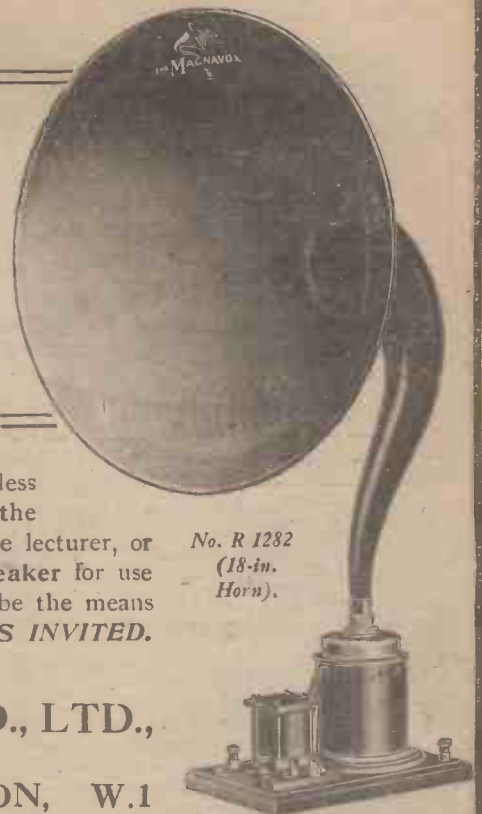 THE MAGNAVOX
less
the
e lecturer, or
eaker for use
be the means
S INVITED.
No. R 1282
(18-in.
Horn).
O., LTD.,
ON, W.1